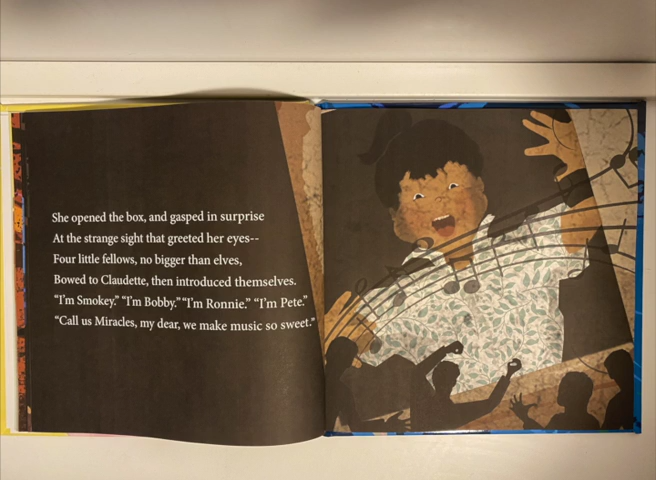 She opened the box, and gasped in surprise
At the strange sight that greeted her eyes--
Four little fellows, no bigger than elves,
Bowed to Claudette, then introduced themselves.
"I'm Smokey." "I'm Bobby." "I'm Ronnie." "I'm Pete."
"Call us Miracles, my dear, we make music so sweet."